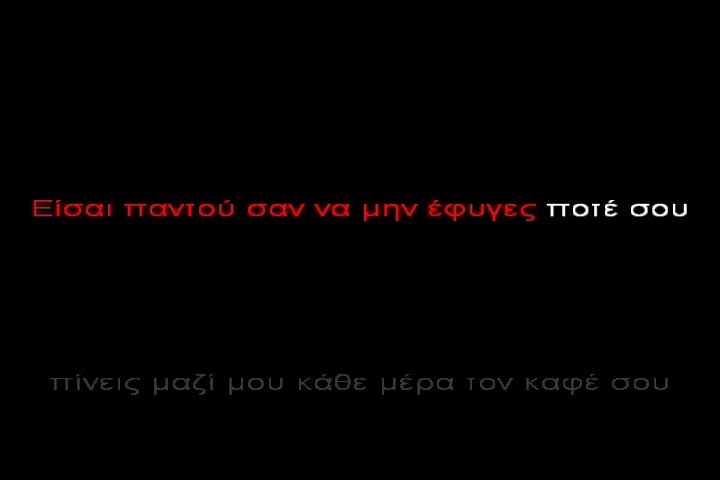 Είσαι παντού σαν να μην έφυγες ποτέ σου
πίνεις μαζί μου κάθε μέρα τον καφέ σου